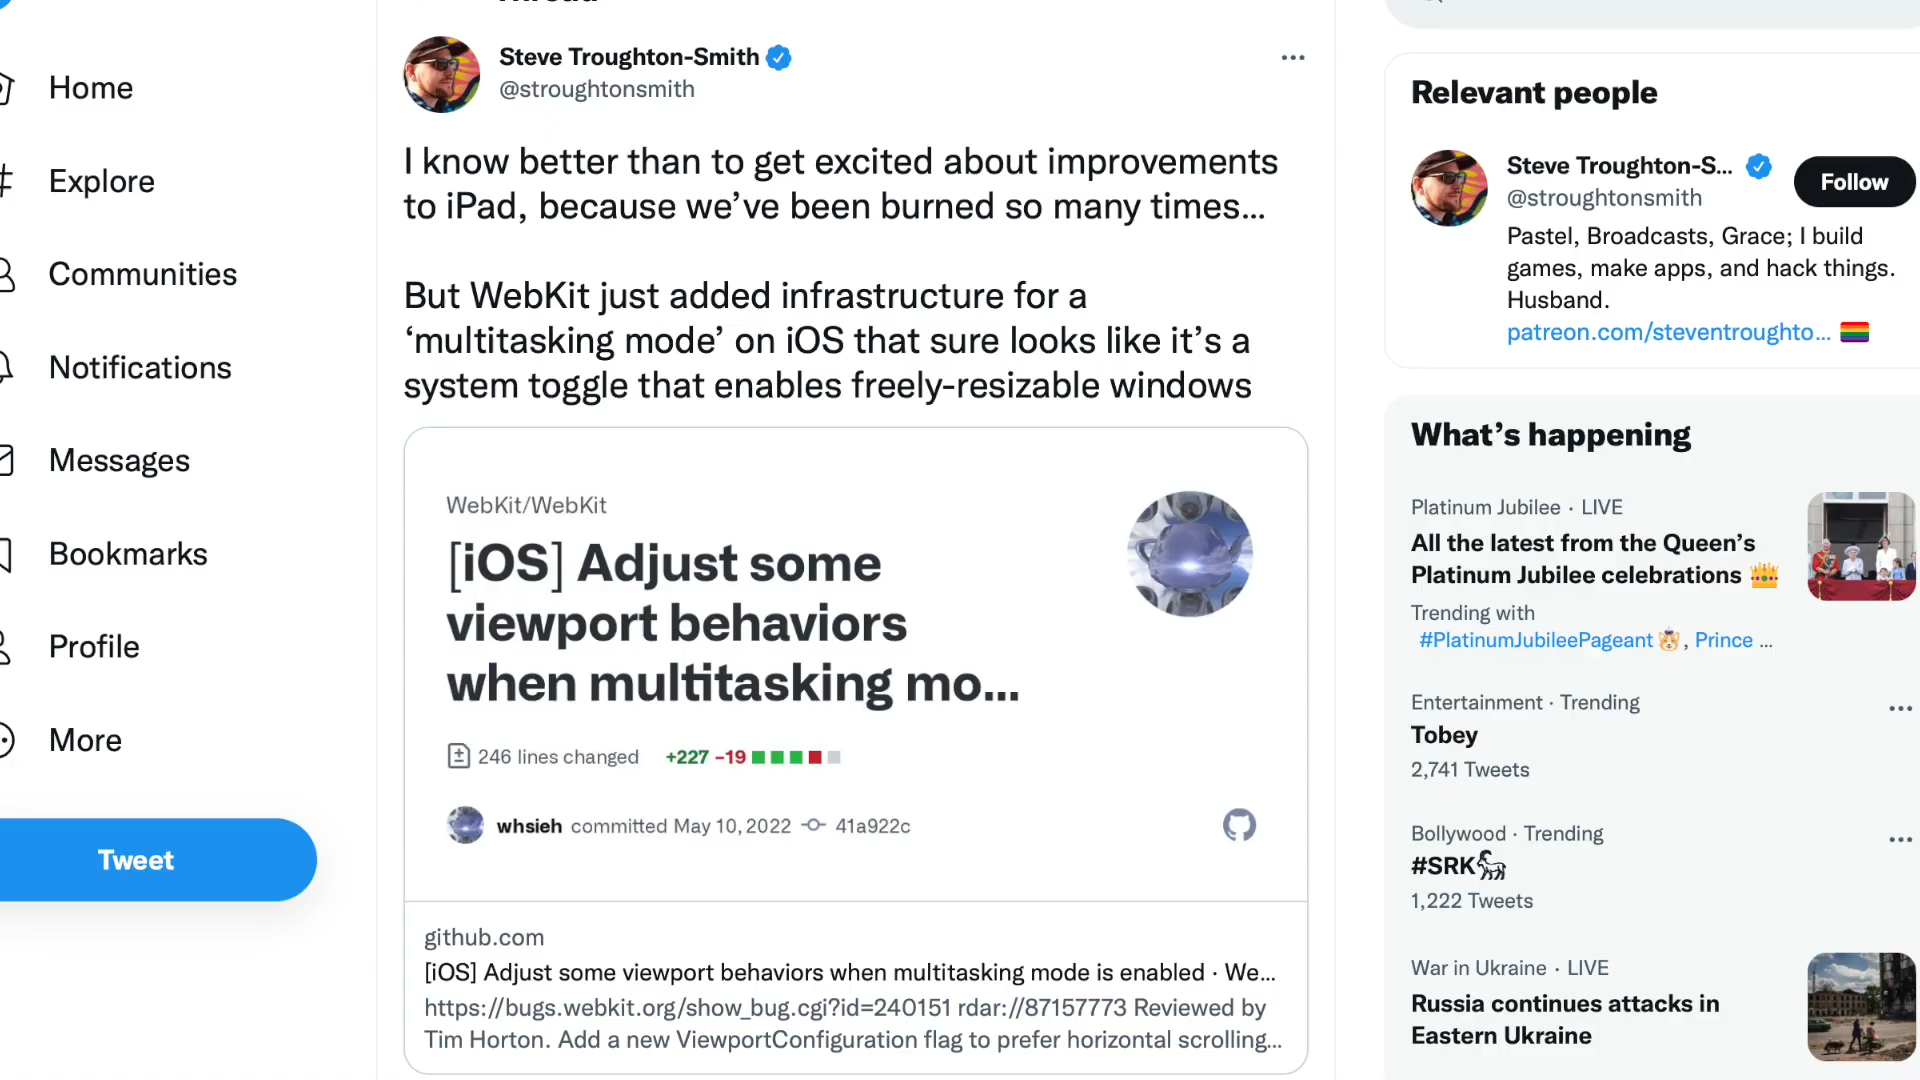 Home
Explore
Communities
Notifications
Messages
Bookmarks
Profile
More
Tweet
Steve Troughton-Smith
@stroughtonsmith
I know better than to get excited about improvements
to iPad, because we’ve been burned so many times…
But WebKit just added infrastructure for a
‘multitasking mode’ on iOS that sure looks like it’s a
system toggle that enables freely-resizable windows
WebKit/WebKit
[iOS] Adjust some
viewport behaviors
when multitasking mo...
246 lines changed +227 −19
whsieh committed May 10, 2022 41a922c
github.com
[iOS] Adjust some viewport behaviors when multitasking mode is enabled · We...
https://bugs.webkit.org/show_bug.cgi?id=240151 rdar://87157773 Reviewed by
Tim Horton. Add a new ViewportConfiguration flag to prefer horizontal scrolling...
Relevant people
Steve Troughton-S...
@stroughtonsmith
Follow
Pastel, Broadcasts, Grace; I build
games, make apps, and hack things.
Husband.
patreon.com/steventroughto...
What’s happening
Platinum Jubilee · LIVE
All the latest from the Queen’s
Platinum Jubilee celebrations
Trending with
#PlatinumJubileePageant, Prince ...
Entertainment · Trending
Tobey
2,741 Tweets
Bollywood · Trending
#SRK
1,222 Tweets
War in Ukraine · LIVE
Russia continues attacks in
Eastern Ukraine